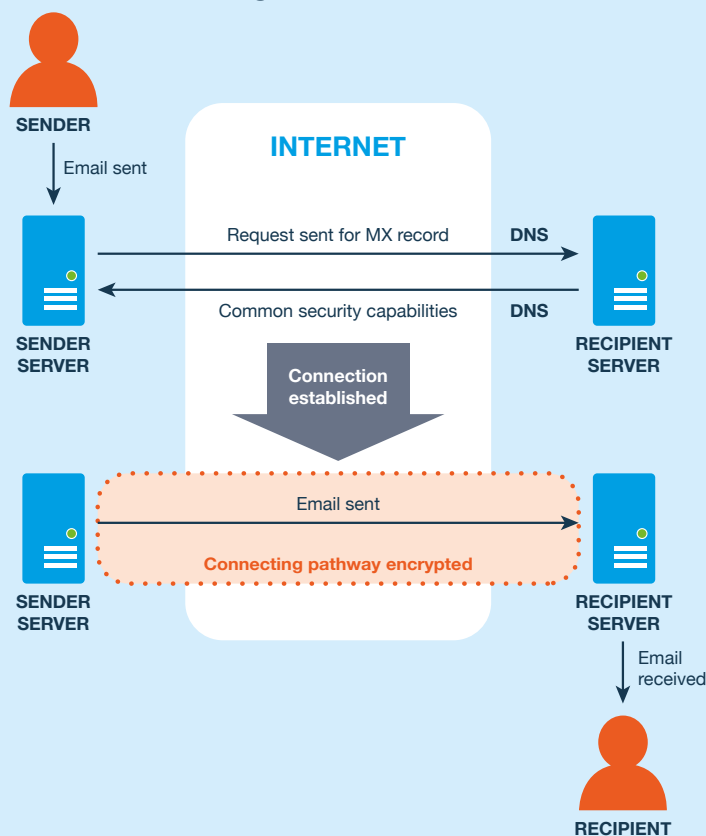 SENDER
Email sent
INTERNET
Request sent for MX record
DNS
Common security capabilities
DNS
SENDER
SERVER
RECIPIENT
SERVER
Connection
established
Email sent
Connecting pathway encrypted
SENDER
SERVER
RECIPIENT
SERVER
Email
received
RECIPIENT